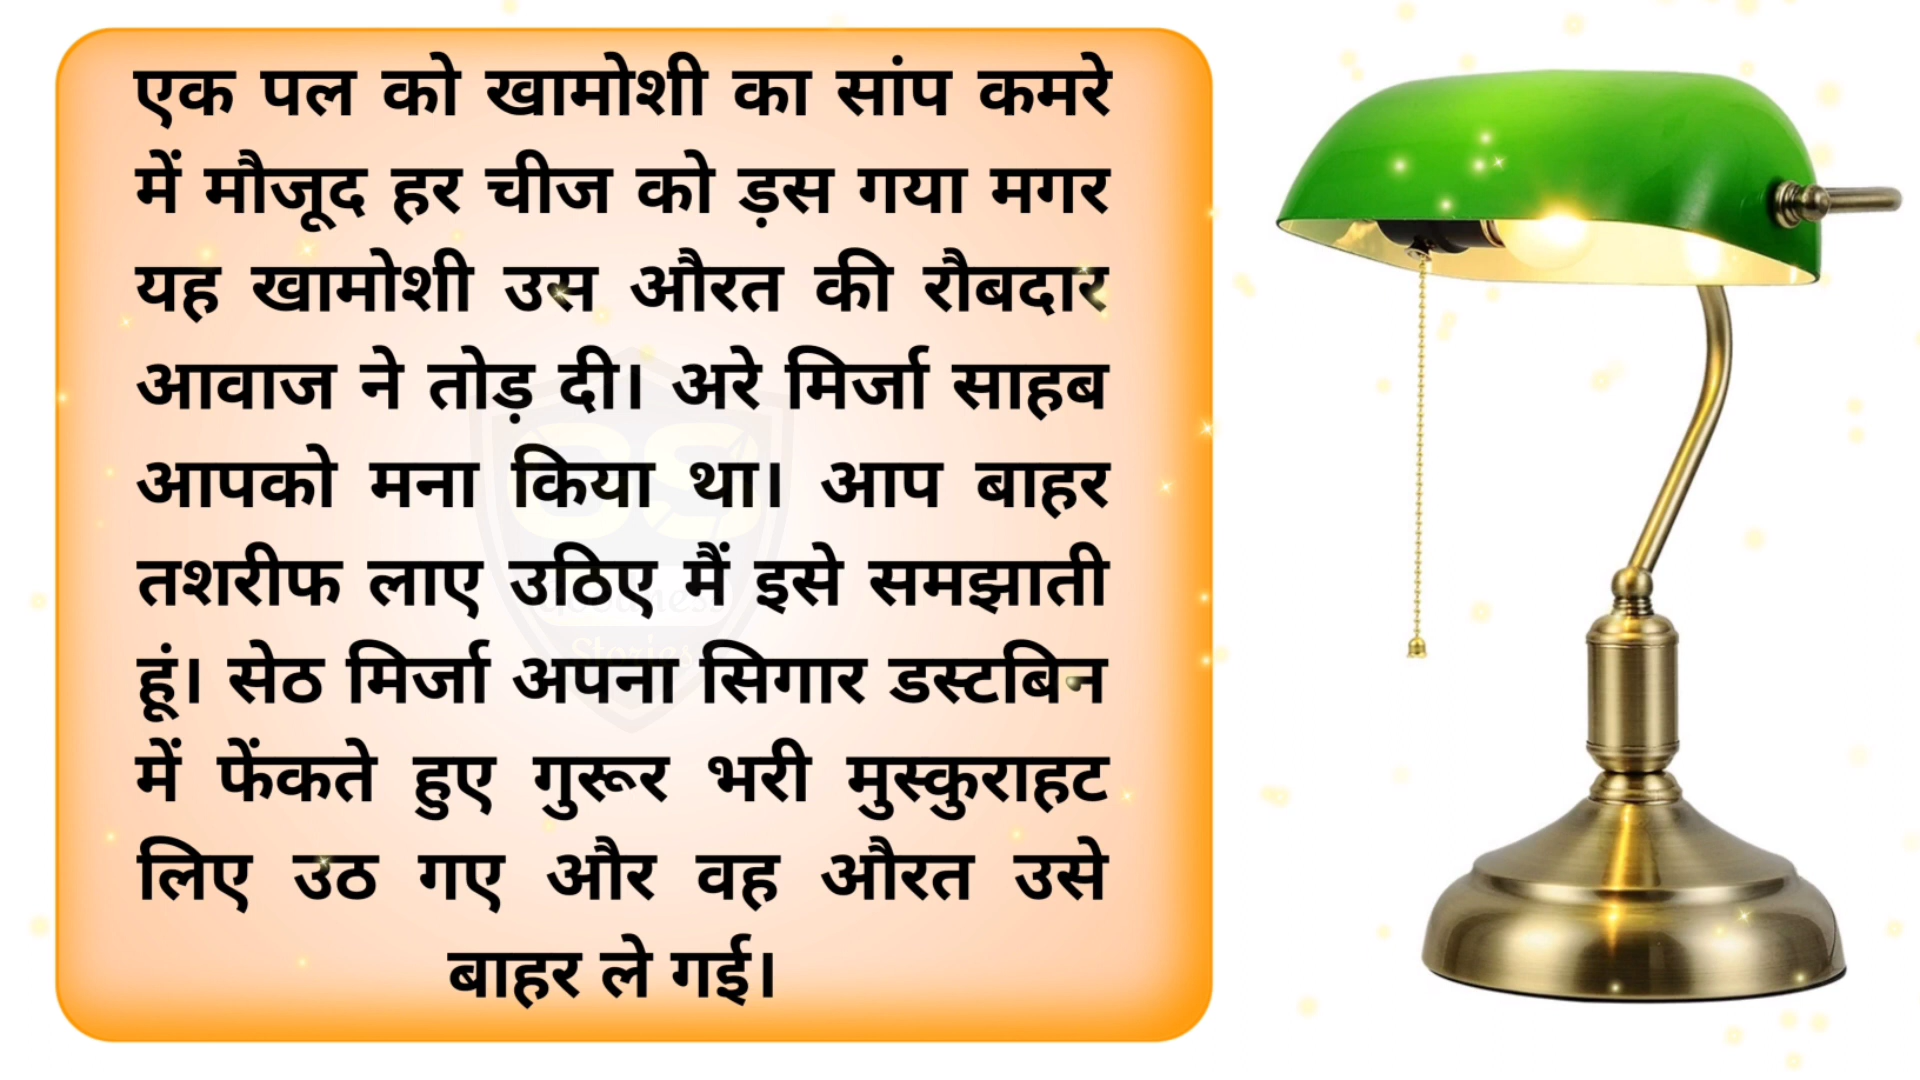 एक पल को खामोशी का सांप कमरे
में मौजूद हर चीज को ड़स गया मगर
यह खामोशी उस औरत की रौबदार
आवाज ने तोड़ दी। अरे मिर्जा साहब
आपको मना किया था। आप बाहर
तशरीफ लाए उठिए मैं इसे समझाती
हूं। सेठ मिर्जा अपना सिगार डस्टबिन
में फेंकते हुए गुरूर भरी मुस्कुराहट
लिए उठ गए और वह औरत उसे
बाहर ले गई।
Stories